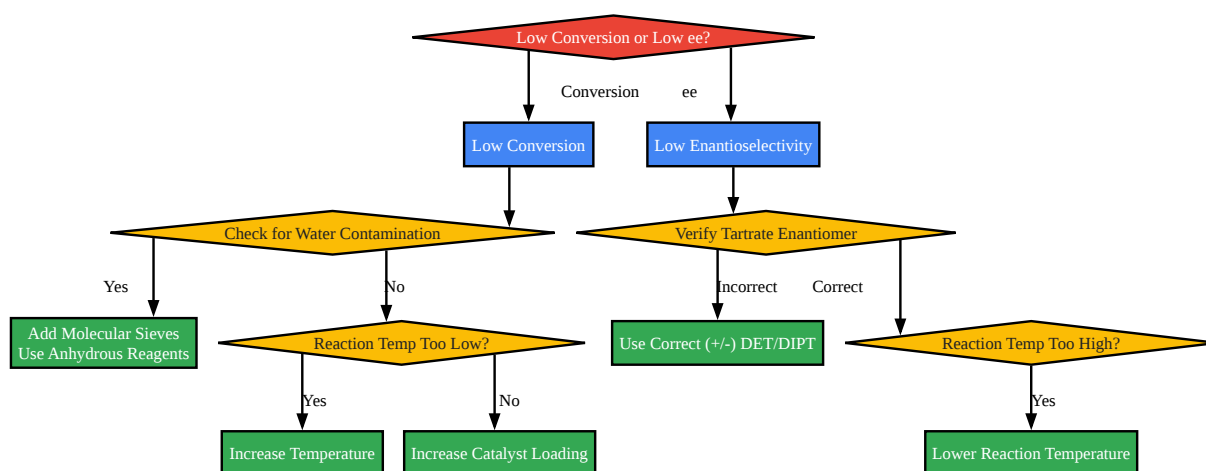 Low Conversion or Low ee?
Conversion
ee
Low Conversion
Low Enantioselectivity
Check for Water Contamination
Verify Tartrate Enantiomer
Yes
No
Incorrect
Correct
Add Molecular Sieves
Use Anhydrous Reagents
Reaction Temp Too Low?
Use Correct (+/-) DET/DIPT
Reaction Temp Too High?
Yes
No
Yes
Increase Temperature
Increase Catalyst Loading
Lower Reaction Temperature